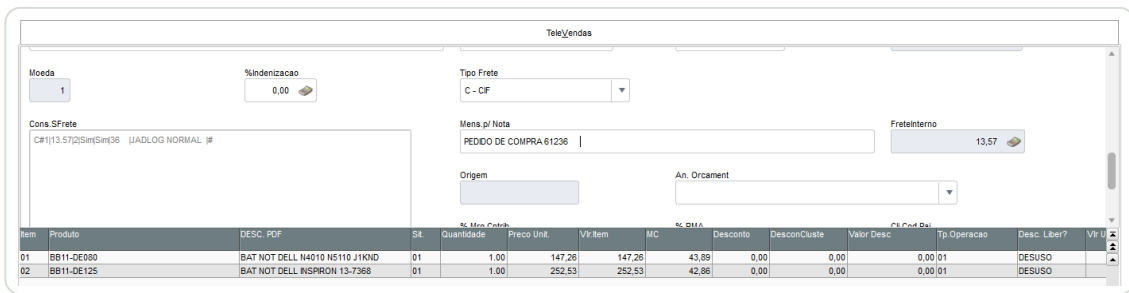 TeleVendas
Moeda %Indenizacao Tipo Frete
1 0,00 C - CIF
Cons.SFrete Mens.p/ Nota FreteInterno
C#1|13.57|2|Sim|Sim|36 |JADLOG NORMAL |# PEDIDO DE COMPRA 61236 13,57
Origem An. Orcament
Item Produto DESC. PDF Sit. Quantidade Preco Unit. Vlr.Item MC Desconto DesconCluste Valor Desc Tp.Operacao Desc. Liber? Vlr U
01 BB11-DE080 BAT NOT DELL N4010 N5110 J1KND 01 1.00 147,26 147,26 43,89 0,00 0,00 0,00 01 DESUSO
02 BB11-DE125 BAT NOT DELL INSPIRON 13-7368 01 1.00 252,53 252,53 42,86 0,00 0,00 0,00 01 DESUSO